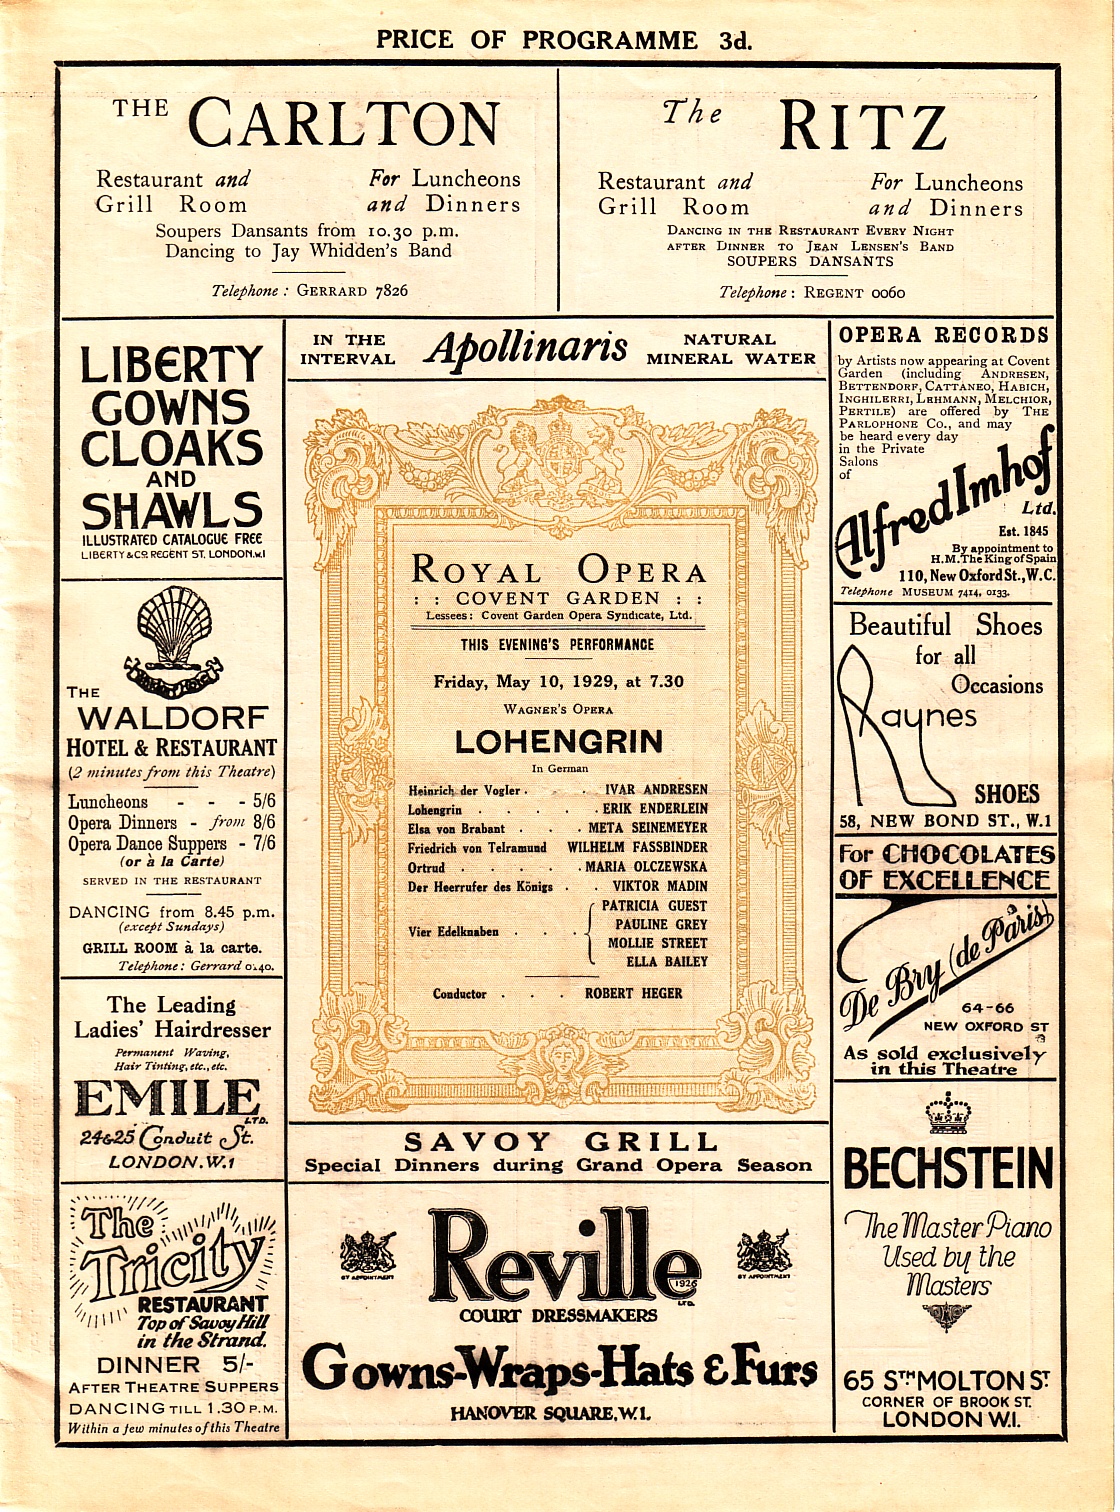 PRICE OF PROGRAMME 3d.
THE CARLTON
Restaurant and For Luncheons
Grill Room and Dinners
Soupers Dansants from 10.30 p.m.
Dancing to Jay Whidden's Band
Telephone : GERRARD 7826
The RITZ
Restaurant and For Luncheons
Grill Room and Dinners
DANCING IN THE RESTAURANT EVERY NIGHT
AFTER DINNER TO JEAN LENSEN'S BAND
SOUPERS DANSANTS
Telephone : REGENT 0060
LIBERTY
GOWNS
CLOAKS
AND
SHAWLS
ILLUSTRATED CATALOGUE FREE
LIBERTY & CO. REGENT ST. LONDON.W.1
THE
WALDORF
HOTEL & RESTAURANT
(2 minutes from this Theatre)
Luncheons - - - 5/6
Opera Dinners - from 8/6
Opera Dance Suppers - 7/6
(or à la Carte)
SERVED IN THE RESTAURANT
DANCING from 8.45 p.m.
(except Sundays)
GRILL ROOM à la carte.
Telephone : Gerrard 0140.
The Leading
Ladies' Hairdresser
Permanent Waving,
Hair Tinting, etc., etc.
EMILE
LTD.
24&25 Conduit St.
LONDON. W.1
The
Tricity
RESTAURANT
Top of Savoy Hill
in the Strand.
DINNER 5/-
AFTER THEATRE SUPPERS
DANCING TILL 1.30 P.M.
Within a few minutes of this Theatre
IN THE INTERVAL Apollinaris NATURAL MINERAL WATER
ROYAL OPERA
: : COVENT GARDEN : :
Lessees : Covent Garden Opera Syndicate, Ltd.
THIS EVENING'S PERFORMANCE
Friday, May 10, 1929, at 7.30
WAGNER'S OPERA
LOHENGRIN
In German
Heinrich der Vogler . . . IVAR ANDRESEN
Lohengrin . . . . . ERIK ENDERLEIN
Elsa von Brabant . . . META SEINEMEYER
Friedrich von Telramund WILHELM FASSBINDER
Ortrud . . . . . MARIA OLCZEWSKA
Der Heerrufer des Königs . . VIKTOR MADIN
Vier Edelknaben . . . { PATRICIA GUEST
PAULINE GREY
MOLLIE STREET
ELLA BAILEY
Conductor . . . ROBERT HEGER
SAVOY GRILL
Special Dinners during Grand Opera Season
Reville
1926
LTD.
BY APPOINTMENT
BY APPOINTMENT
COURT DRESSMAKERS
Gowns-Wraps-Hats & Furs
HANOVER SQUARE, W.1.
OPERA RECORDS
by Artists now appearing at Covent
Garden (including ANDRESEN,
BETTENDORF, CATTANEO, HABICH,
INGHILERRI, LEHMANN, MELCHIOR,
PERTILE) are offered by THE
PARLOPHONE Co., and may
be heard every day
in the Private
Salons
of
Alfred Imhof
Ltd.
Est. 1845
By appointment to
H.M. The King of Spain
110, New Oxford St., W.C.
Telephone MUSEUM 7414, 0133.
Beautiful Shoes
for all
Occasions
Raynes
SHOES
58, NEW BOND ST., W.1
For CHOCOLATES
OF EXCELLENCE
De Bry (de Paris)
64-66
NEW OXFORD ST
As sold exclusively
in this Theatre
BECHSTEIN
The Master Piano
Used by the
Masters
65 STH MOLTON ST
CORNER OF BROOK ST.
LONDON W.1.